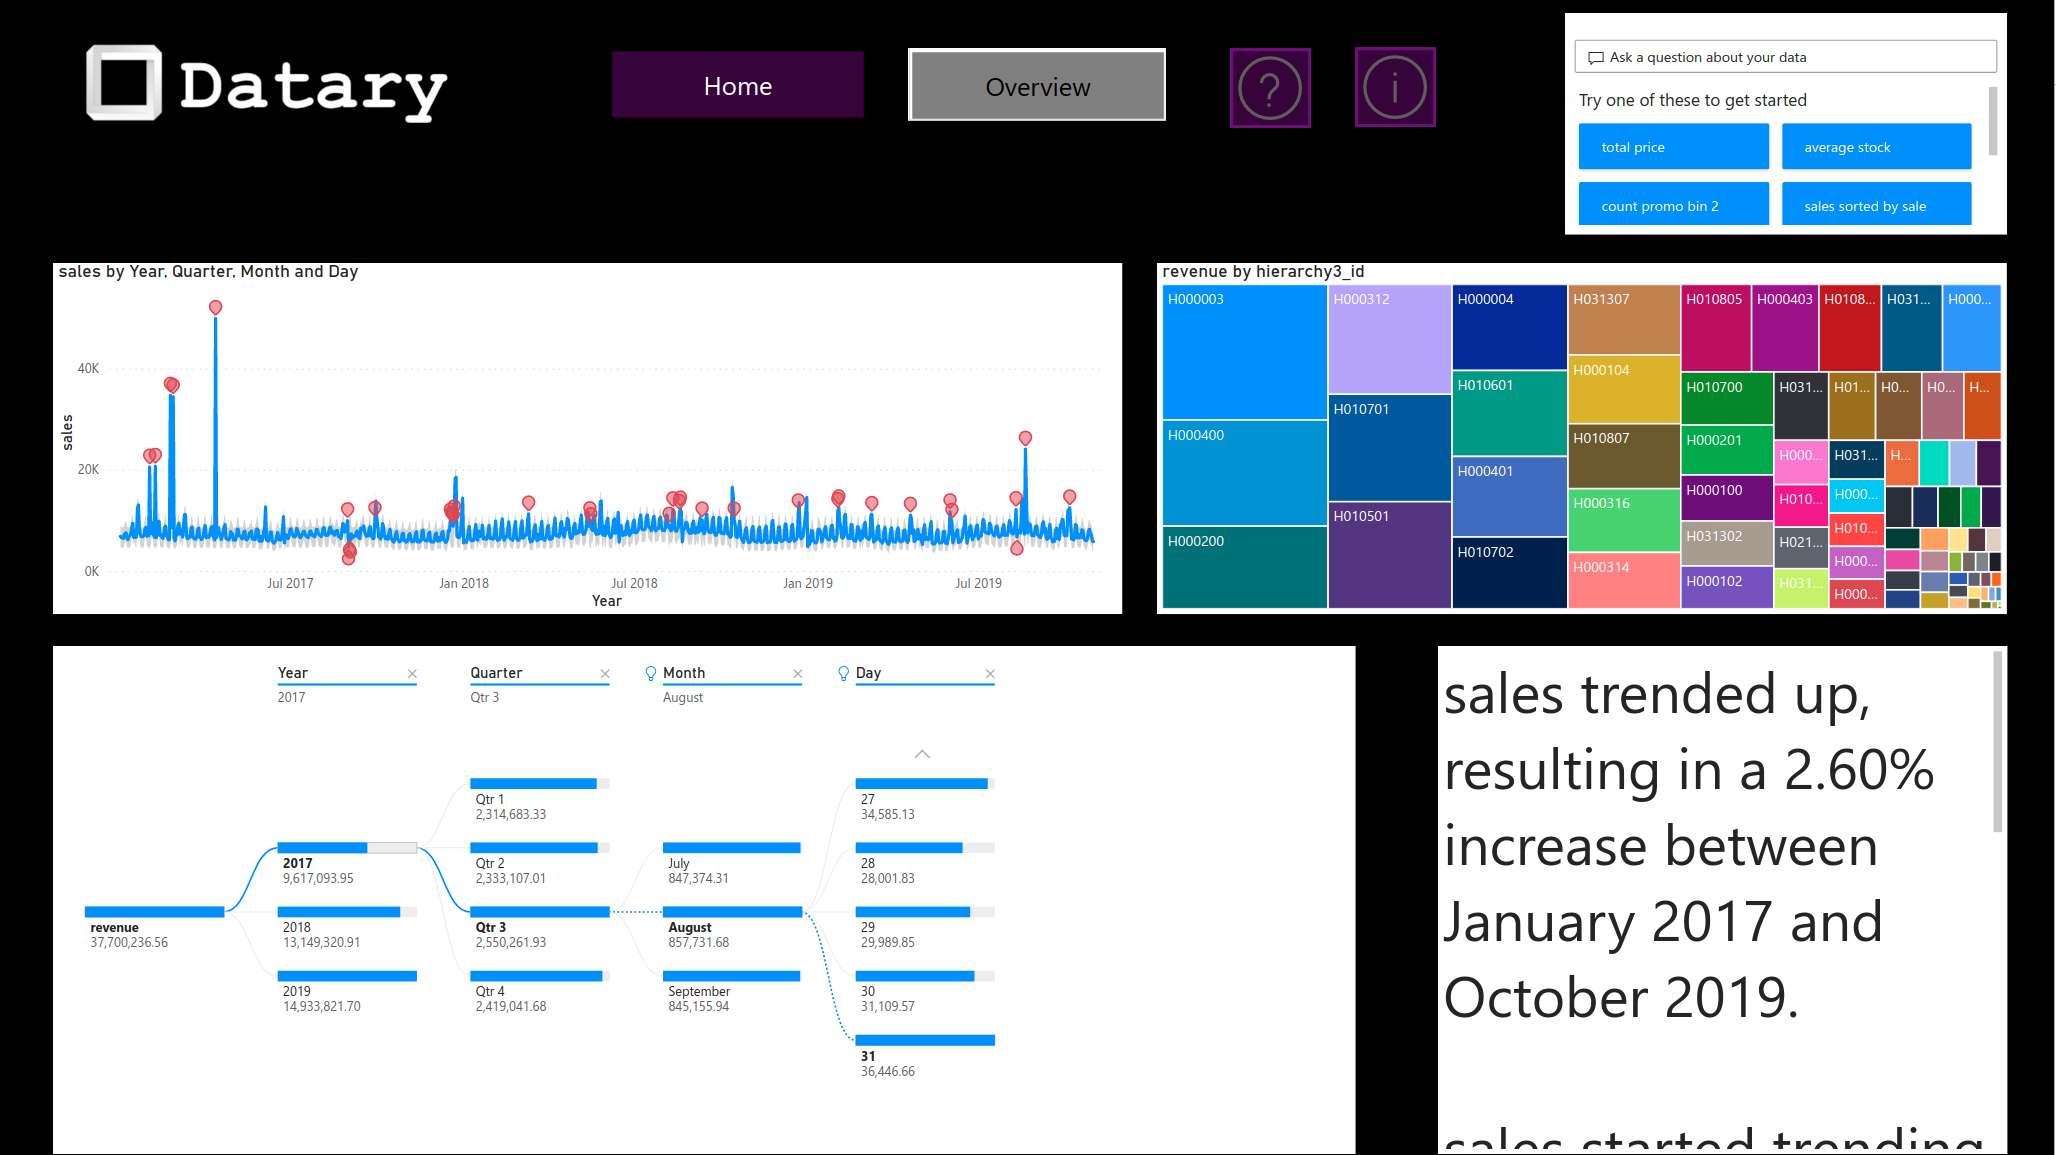 Datary
Home
Overview
?
i
Ask a question about your data
Try one of these to get started
total price
average stock
count promo bin 2
sales sorted by sale
sales by Year, Quarter, Month and Day
sales
40K
20K
0K
Jul 2017
Jan 2018
Jul 2018
Jan 2019
Jul 2019
Year
revenue by hierarchy3_id
H000003
H000400
H000200
H000312
H010701
H010501
H000004
H010601
H000401
H010702
H031307
H000104
H010807
H000316
H000314
H010805
H000403
H0108...
H031...
H000...
H010700
H000201
H000100
H031302
H000102
H031...
H01...
H0...
H0...
H...
H000...
H010...
H021...
H031...
H031...
H000...
H010...
H000...
H000...
H...
Year
2017
Quarter
Qtr 3
Month
August
Day
revenue
37,700,236.56
2017
9,617,093.95
2018
13,149,320.91
2019
14,933,821.70
Qtr 1
2,314,683.33
Qtr 2
2,333,107.01
Qtr 3
2,550,261.93
Qtr 4
2,419,041.68
July
847,374.31
August
857,731.68
September
845,155.94
27
34,585.13
28
28,001.83
29
29,989.85
30
31,109.57
31
36,446.66
sales trended up,
resulting in a 2.60%
increase between
January 2017 and
October 2019.
sales started trending